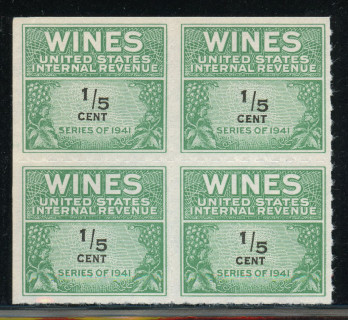 WINES
UNITED STATES
INTERNAL REVENUE
1/5
CENT
SERIES OF 1941
WINES
UNITED STATES
INTERNAL REVENUE
1/5
CENT
SERIES OF 1941
WINES
UNITED STATES
INTERNAL REVENUE
1/5
CENT
SERIES OF 1941
WINES
UNITED STATES
INTERNAL REVENUE
1/5
CENT
SERIES OF 1941